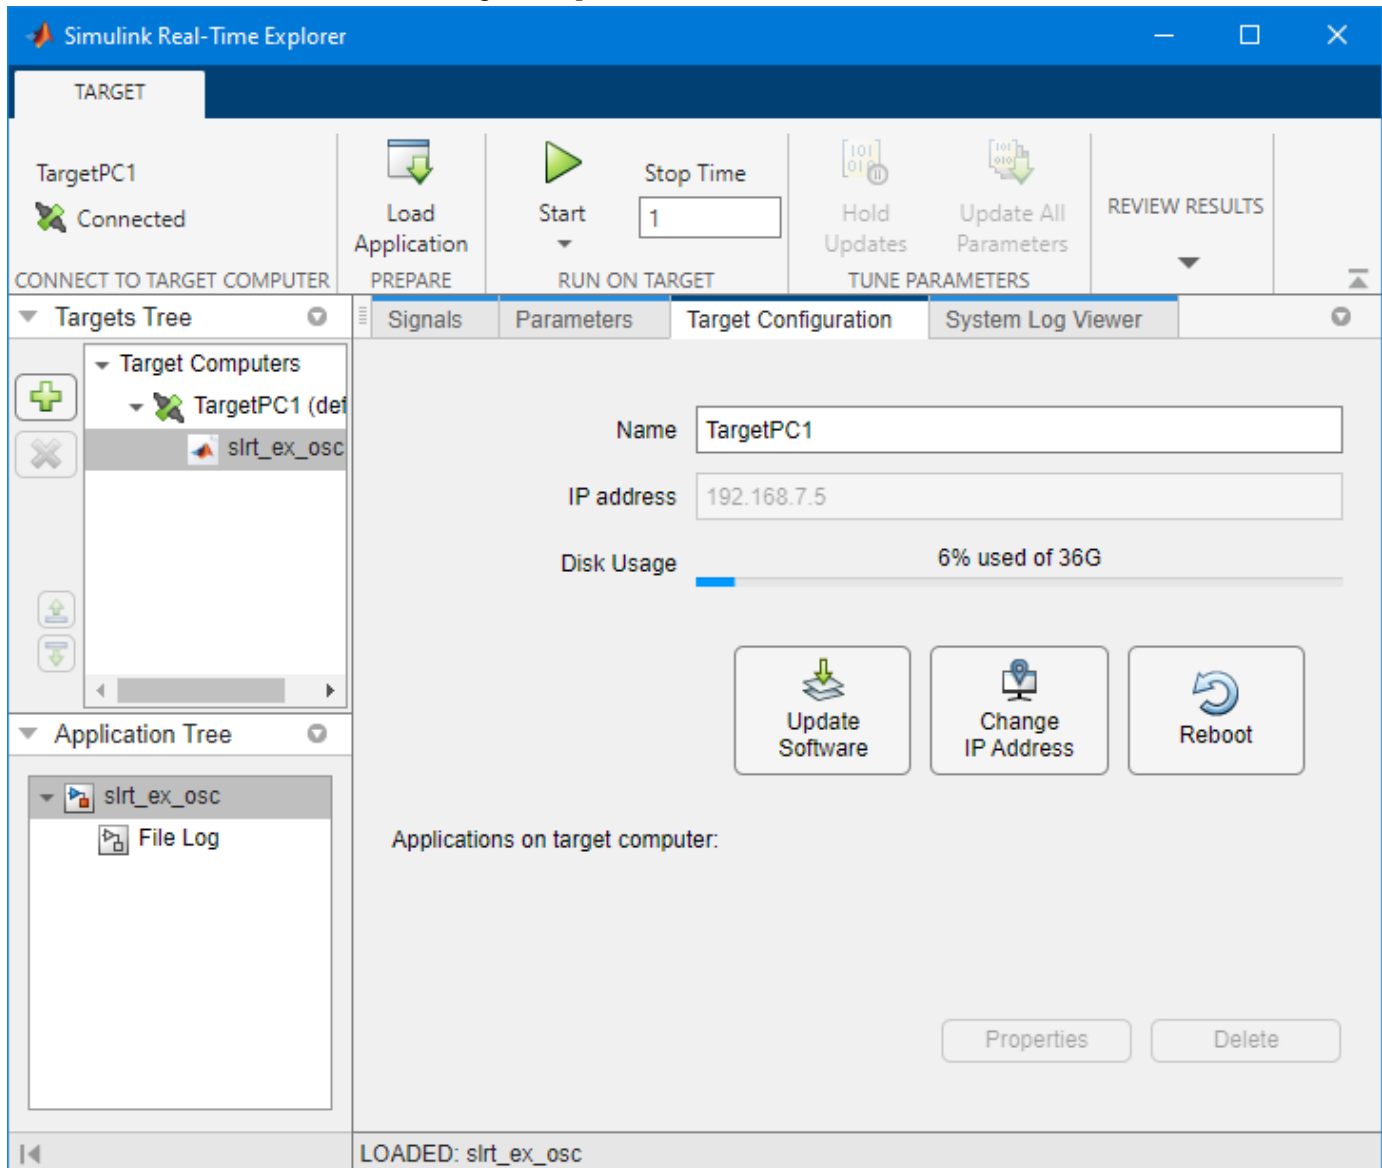 Simulink Real-Time Explorer
TARGET
TargetPC1
Connected
CONNECT TO TARGET COMPUTER
Load
Application
PREPARE
Start
Stop Time
1
RUN ON TARGET
Hold
Updates
Update All
Parameters
TUNE PARAMETERS
REVIEW RESULTS
Targets Tree
Target Computers
TargetPC1 (def
slrt_ex_osc
Application Tree
slrt_ex_osc
File Log
Signals
Parameters
Target Configuration
System Log Viewer
Name
TargetPC1
IP address
192.168.7.5
Disk Usage
6% used of 36G
Update
Software
Change
IP Address
Reboot
Applications on target computer:
Properties
Delete
LOADED: slrt_ex_osc